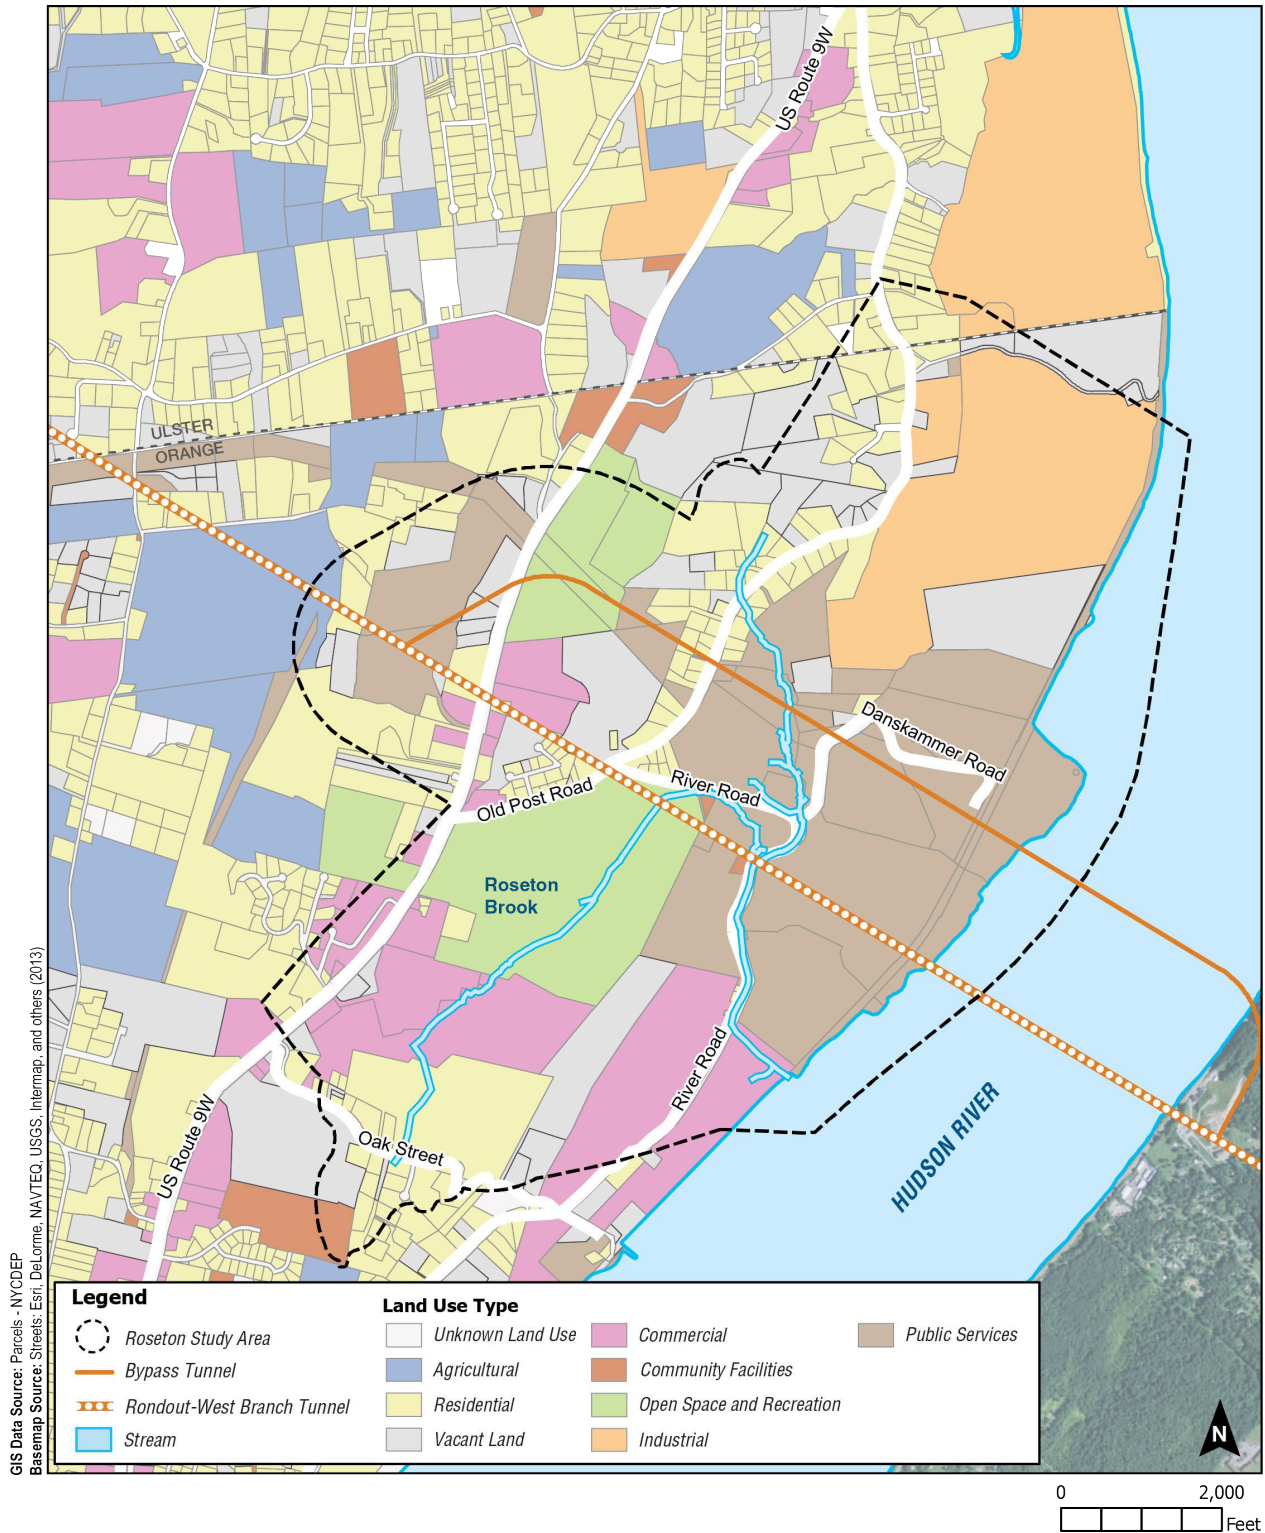 US Route 9W
ULSTER
ORANGE
Danskammer Road
River Road
Old Post Road
Roseton
Brook
River Road
Oak Street
US Route 9W
HUDSON RIVER
GIS Data Source: Parcels - NYCDEP
Basemap Source: Streets: Esri, DeLorme, NAVTEQ, USGS, Intermap, and others (2013)
Legend
Roseton Study Area
Bypass Tunnel
Rondout-West Branch Tunnel
Stream
Land Use Type
Unknown Land Use
Agricultural
Residential
Vacant Land
Commercial
Community Facilities
Open Space and Recreation
Industrial
Public Services
N
0 2,000
Feet